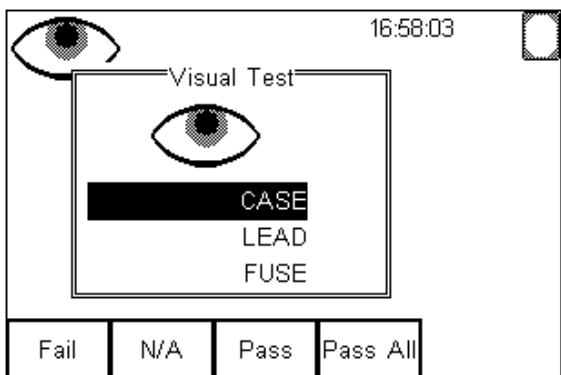 16:58:03
Visual Test
CASE
LEAD
FUSE
Fail N/A Pass Pass All